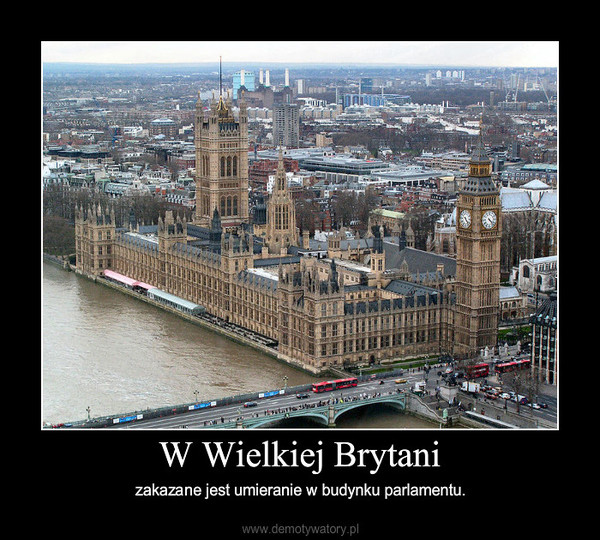 W Wielkiej Brytani
zakazane jest umieranie w budynku parlamentu.
www.demotywatory.pl